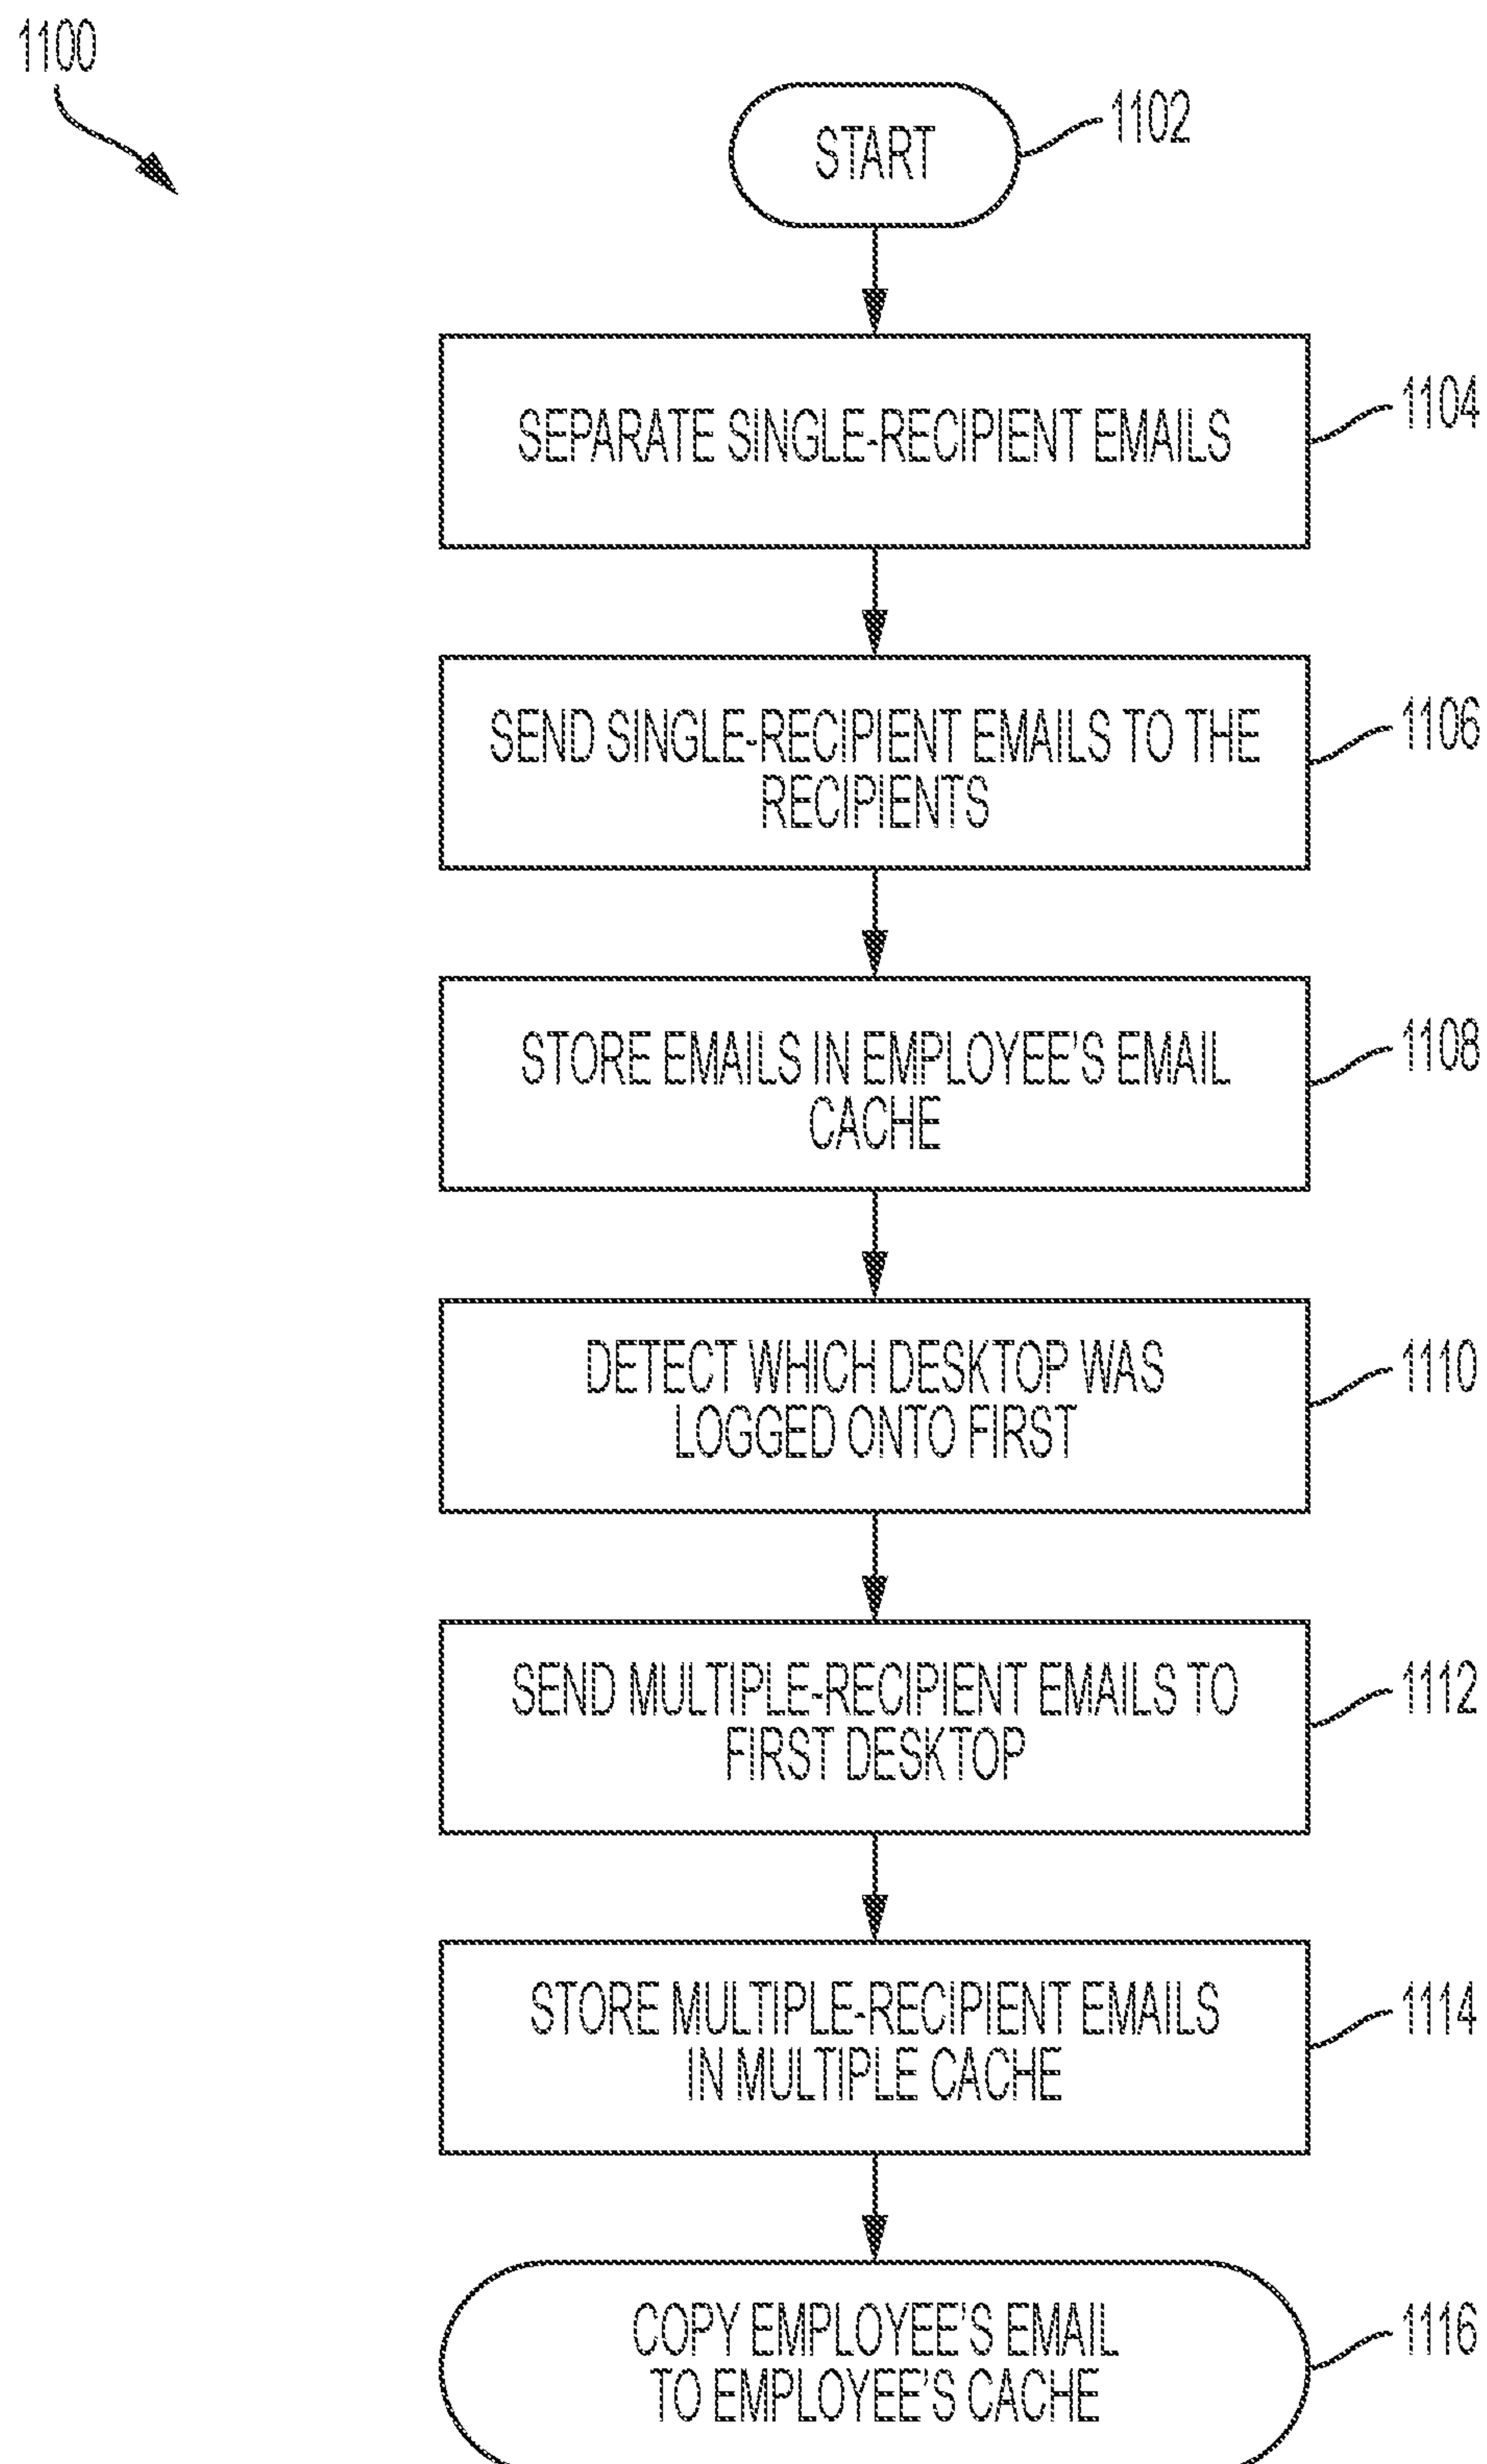 1100
START
1102
SEPARATE SINGLE-RECIPIENT EMAILS
1104
SEND SINGLE-RECIPIENT EMAILS TO THE
RECIPIENTS
1106
STORE EMAILS IN EMPLOYEE'S EMAIL
CACHE
1108
DETECT WHICH DESKTOP WAS
LOGGED ONTO FIRST
1110
SEND MULTIPLE-RECIPIENT EMAILS TO
FIRST DESKTOP
1112
STORE MULTIPLE-RECIPIENT EMAILS
IN MULTIPLE CACHE
1114
COPY EMPLOYEE'S EMAIL
TO EMPLOYEE'S CACHE
1116